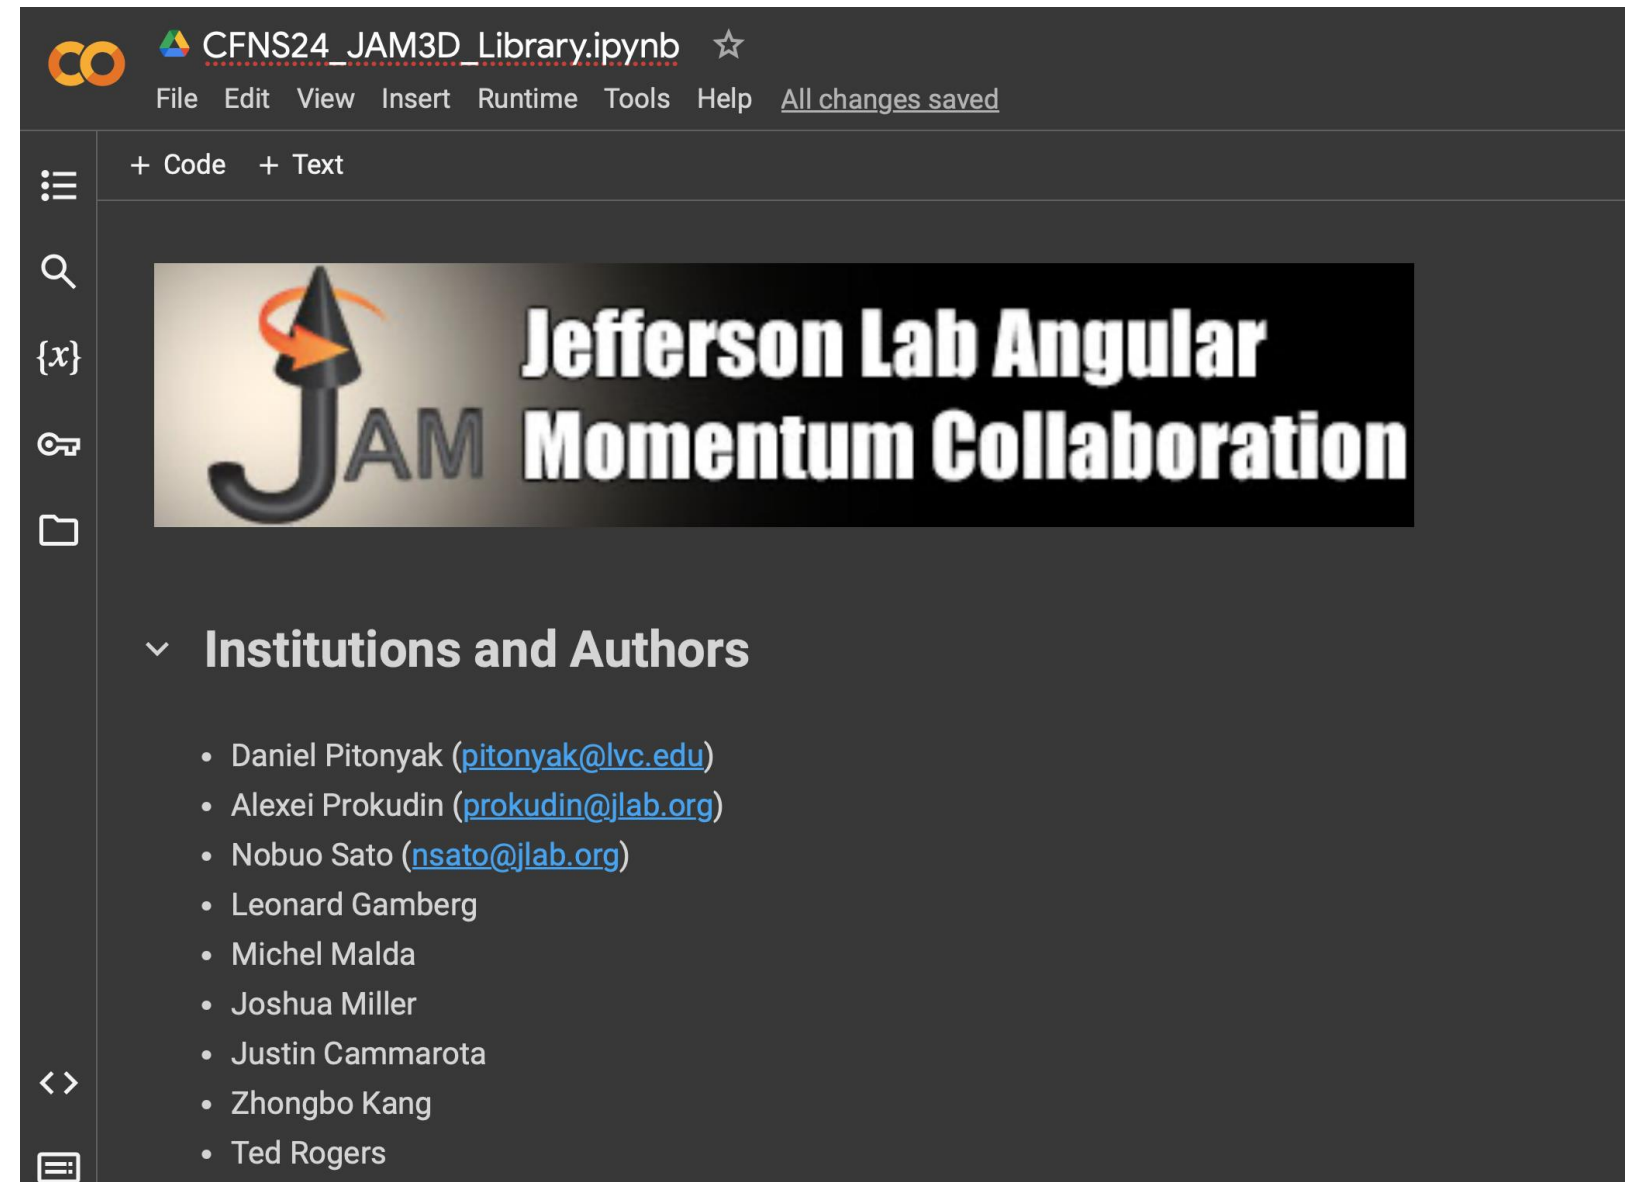 CFNS24_JAM3D_Library.ipynb
File Edit View Insert Runtime Tools Help All changes saved
+ Code + Text
{x}
JAM
Jefferson Lab Angular
Momentum Collaboration
Institutions and Authors
• Daniel Pitonyak (pitonyak@lvc.edu)
• Alexei Prokudin (prokudin@jlab.org)
• Nobuo Sato (nsato@jlab.org)
• Leonard Gamberg
• Michel Malda
• Joshua Miller
• Justin Cammarota
• Zhongbo Kang
• Ted Rogers